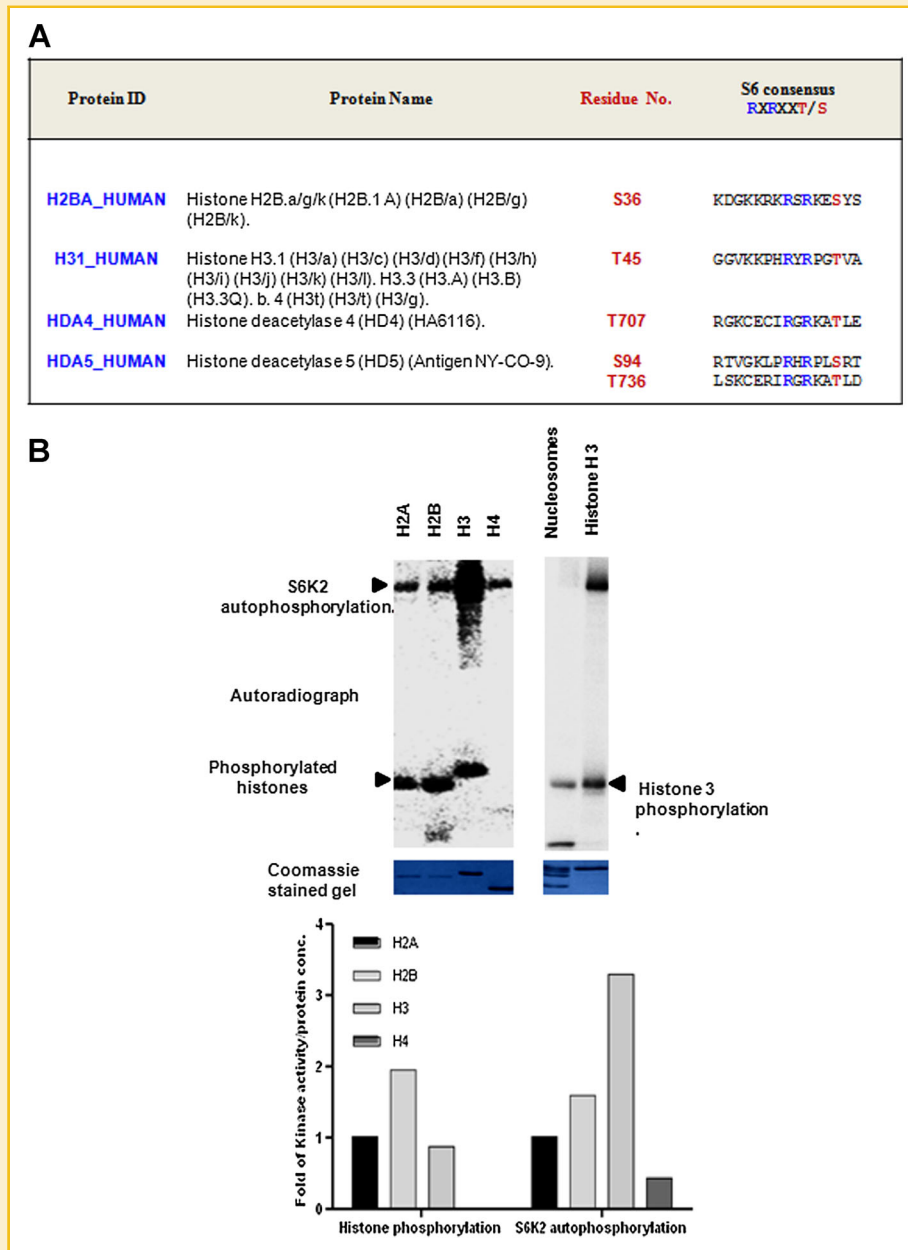 A
Protein ID Protein Name Residue No. S6 consensus
RXRXXT/S
H2BA_HUMAN Histone H2B.a/g/k (H2B.1 A) (H2B/a) (H2B/g) S36 KDGKKRKRSRKESYS
(H2B/k).
H31_HUMAN Histone H3.1 (H3/a) (H3/c) (H3/d) (H3/f) (H3/h) T45 GGVKKPHRYRPGTVA
(H3/i) (H3/j) (H3/k) (H3/l). H3.3 (H3.A) (H3.B)
(H3.3Q). b. 4 (H3t) (H3/t) (H3/g).
HDA4_HUMAN Histone deacetylase 4 (HD4) (HA6116). T707 RGKCECIRGRKATLE
HDA5_HUMAN Histone deacetylase 5 (HD5) (Antigen NY-CO-9). S94 RTVGKLPRHRPLSRT
T736 LSKCERIRGRKATLD
B
H2A H2B H3 H4 Nucleosomes Histone H3
S6K2
autophosphorylation.
Autoradiograph
Phosphorylated
histones
Histone 3
phosphorylation
.
Coomassie
stained gel
Fold of Kinase activity/protein conc.
4
3
2
1
0
H2A
H2B
H3
H4
Histone phosphorylation S6K2 autophosphorylation